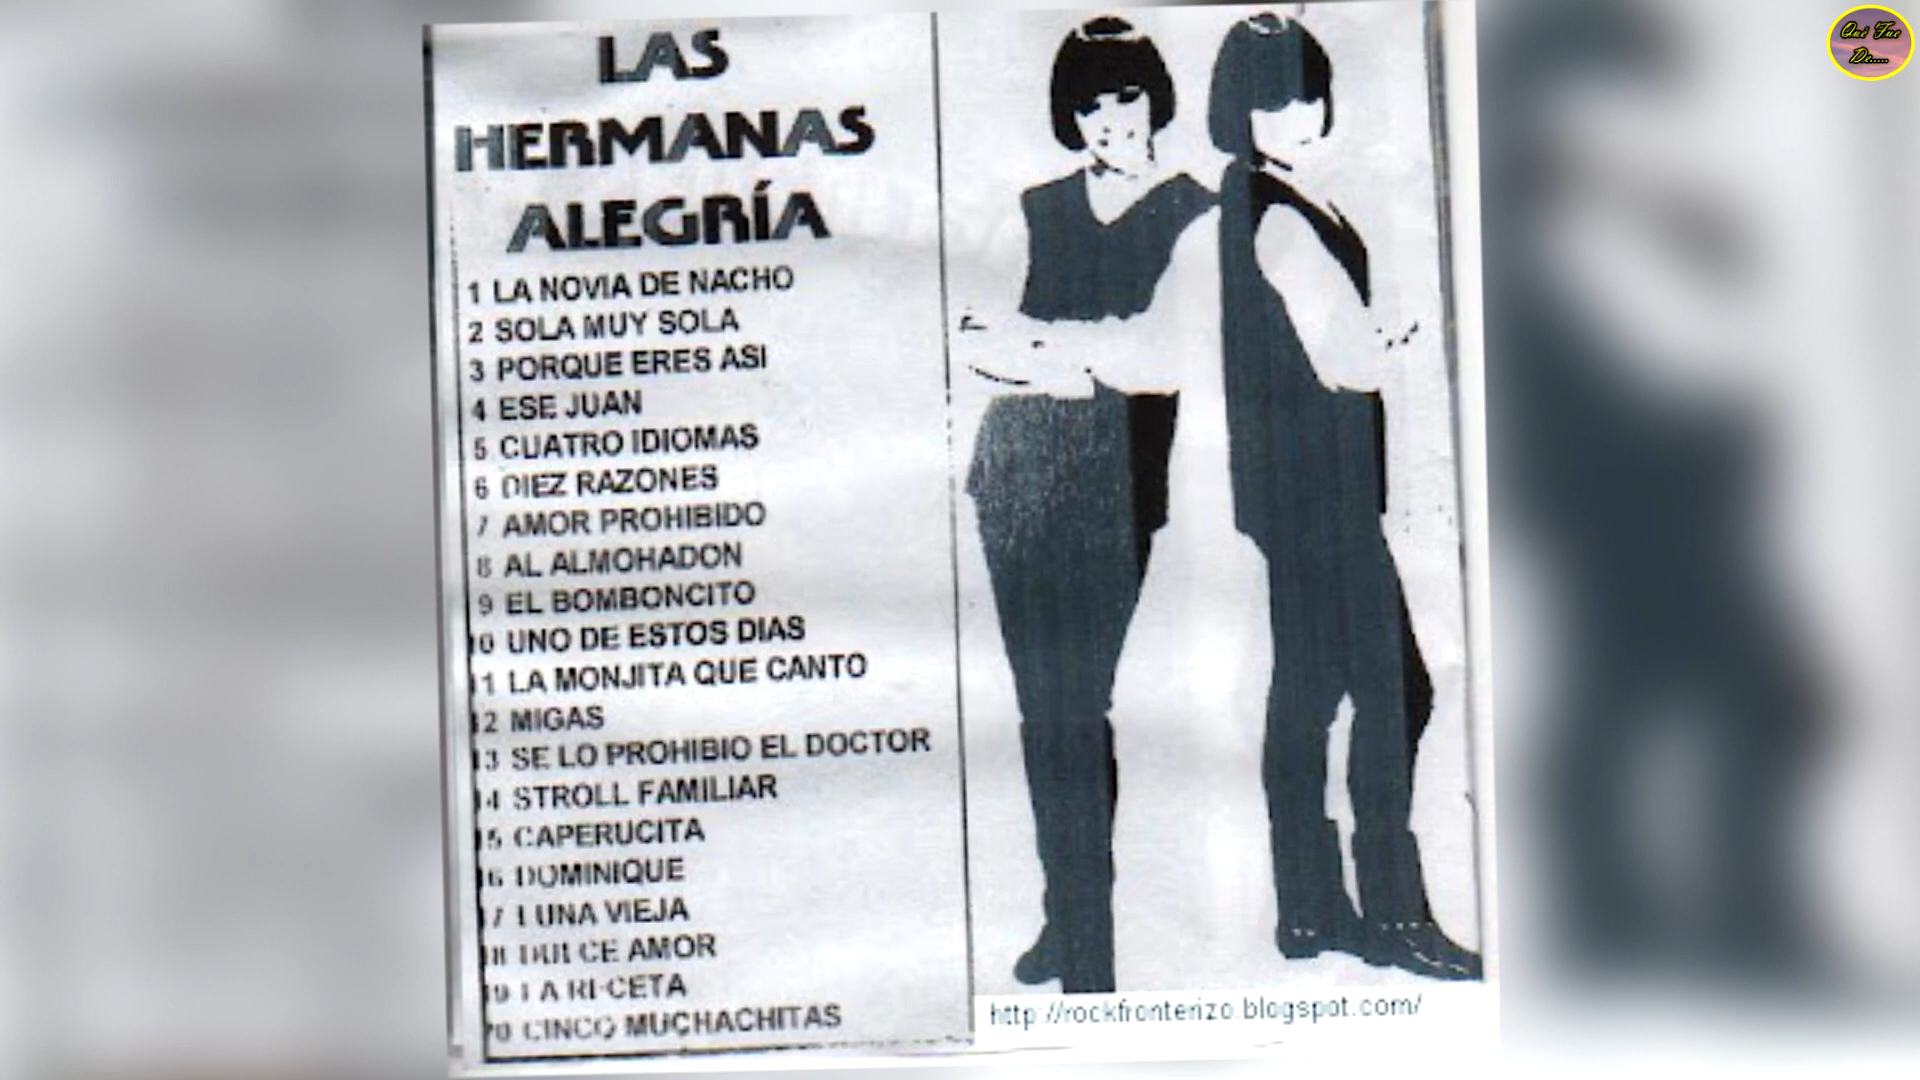 LAS
HERMANAS
ALEGRÍA
1 LA NOVIA DE NACHO
2 SOLA MUY SOLA
3 PORQUE ERES ASI
4 ESE JUAN
5 CUATRO IDIOMAS
6 DIEZ RAZONES
7 AMOR PROHIBIDO
8 AL ALMOHADON
9 EL BOMBONCITO
10 UNO DE ESTOS DIAS
11 LA MONJITA QUE CANTO
12 MIGAS
13 SE LO PROHIBIO EL DOCTOR
14 STROLL FAMILIAR
15 CAPERUCITA
16 DOMINIQUE
17 LUNA VIEJA
18 DULCE AMOR
19 LA RECETA
20 CINCO MUCHACHITAS
http://rockfronterizo.blogspot.com/
Qué Fue
De.....